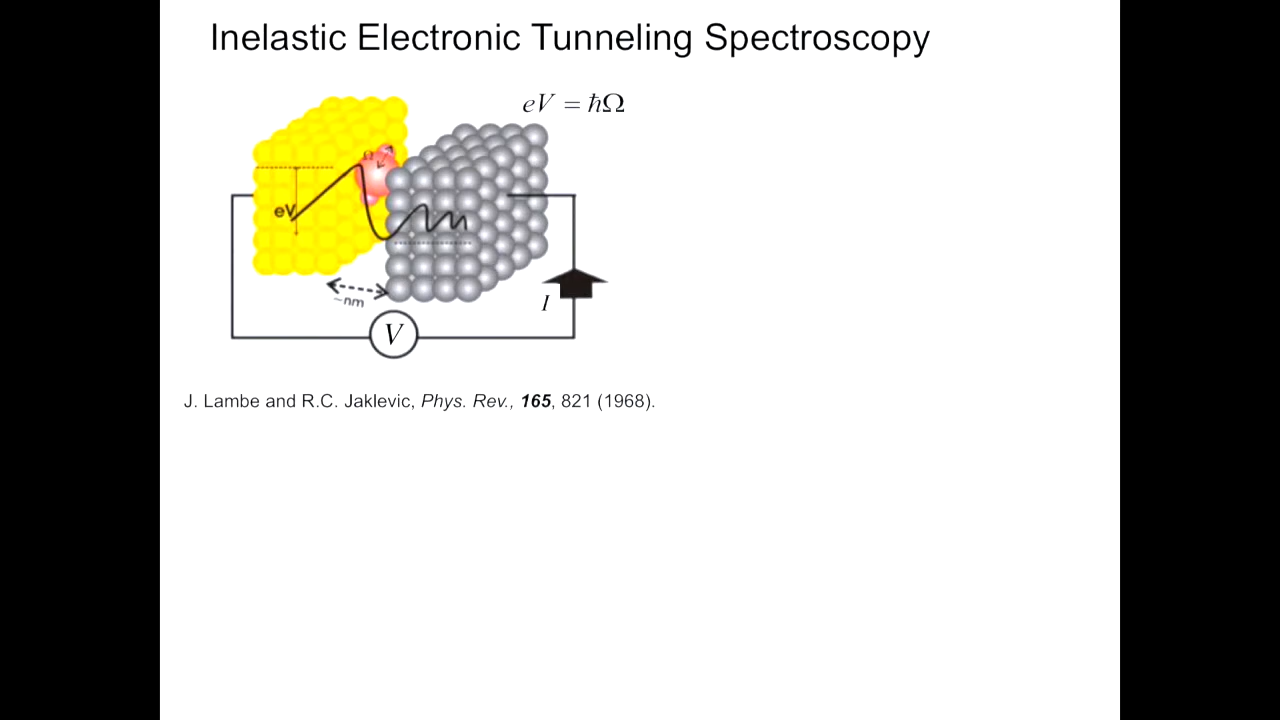 Inelastic Electronic Tunneling Spectroscopy
eV = ħΩ
Ω
eV
~nm
I
V
J. Lambe and R.C. Jaklevic, Phys. Rev., 165, 821 (1968).